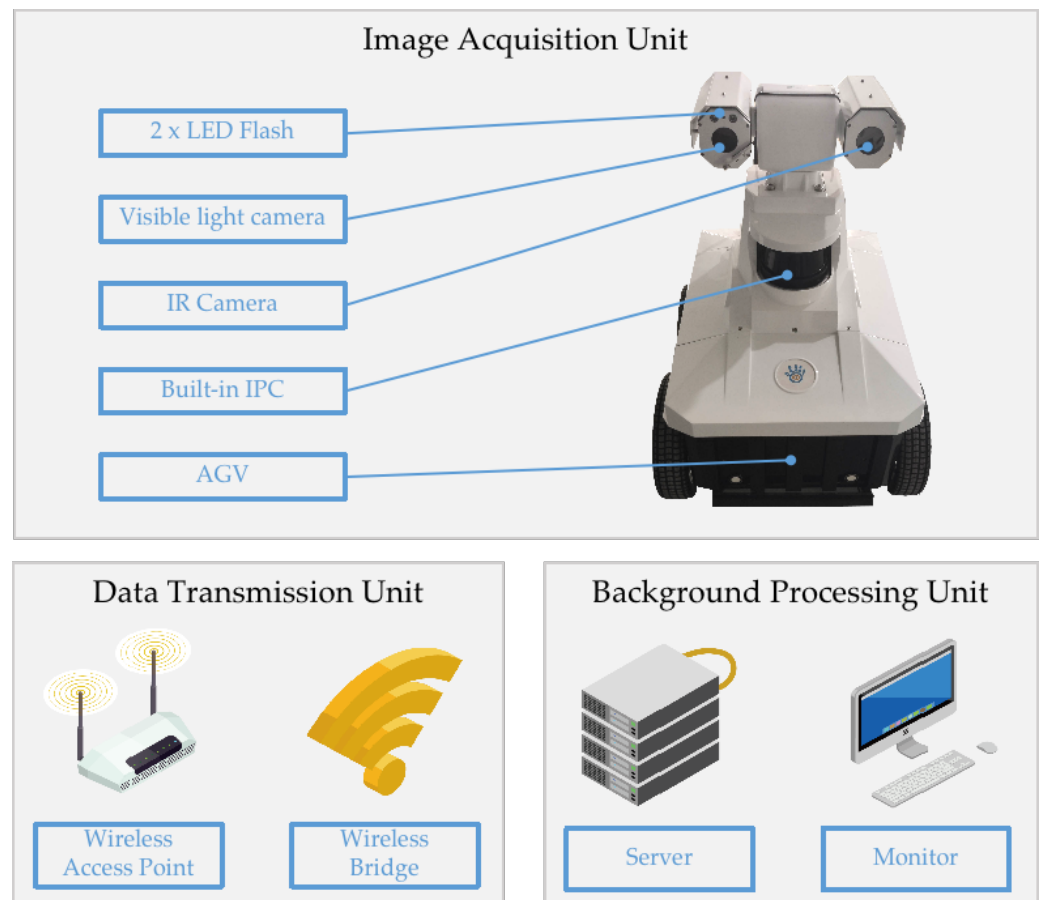 Image Acquisition Unit
2 x LED Flash
Visible light camera
IR Camera
Built-in IPC
AGV
Data Transmission Unit
Wireless
Access Point
Wireless
Bridge
Background Processing Unit
Server
Monitor